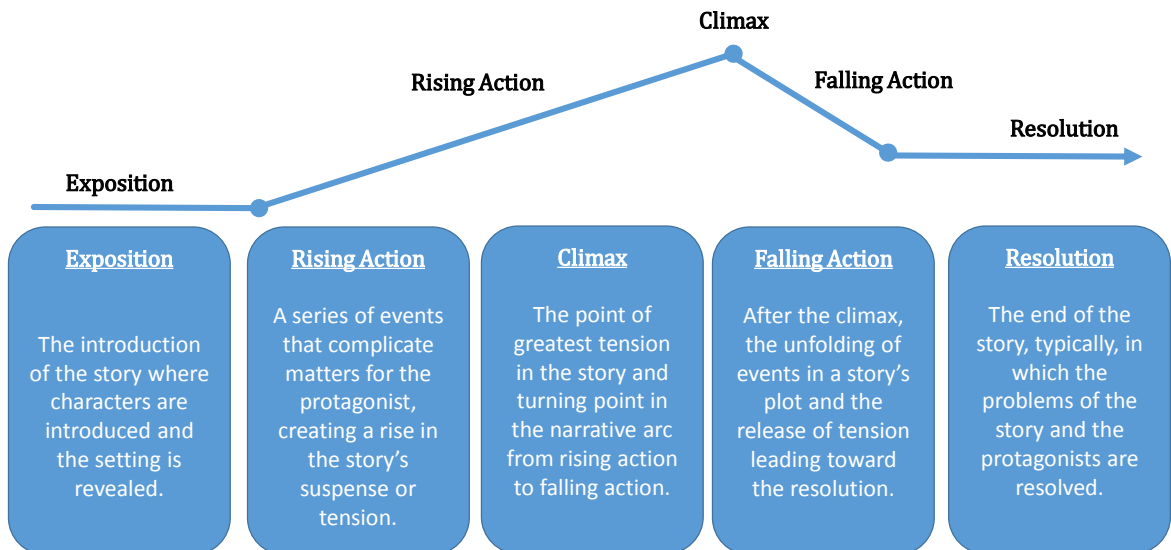 Climax
Rising Action
Falling Action
Resolution
Exposition
Exposition
The introduction
of the story where
characters are
introduced and
the setting is
revealed.
Rising Action
A series of events
that complicate
matters for the
protagonist,
creating a rise in
the story’s
suspense or
tension.
Climax
The point of
greatest tension
in the story and
turning point in
the narrative arc
from rising action
to falling action.
Falling Action
After the climax,
the unfolding of
events in a story’s
plot and the
release of tension
leading toward
the resolution.
Resolution
The end of the
story, typically, in
which the
problems of the
story and the
protagonists are
resolved.